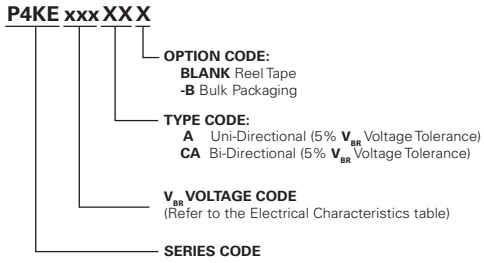 P4KE xxx XX X
OPTION CODE:
BLANK Reel Tape
-B Bulk Packaging
TYPE CODE:
A Uni-Directional (5% VBR Voltage Tolerance)
CA Bi-Directional (5% VBR Voltage Tolerance)
VBR VOLTAGE CODE
(Refer to the Electrical Characteristics table)
SERIES CODE